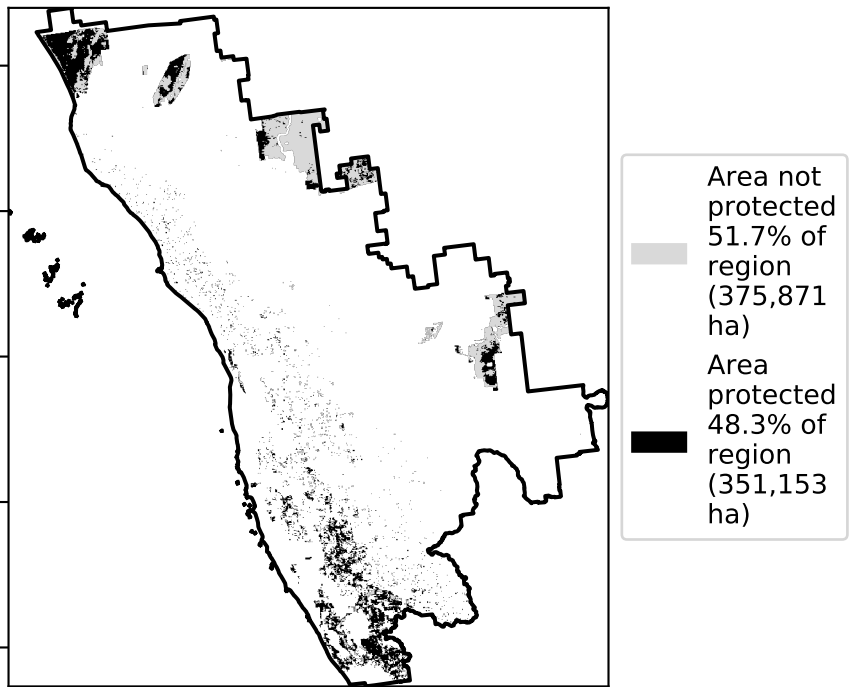 Area not
protected
51.7% of
region
(375,871
ha)
Area
protected
48.3% of
region
(351,153
ha)